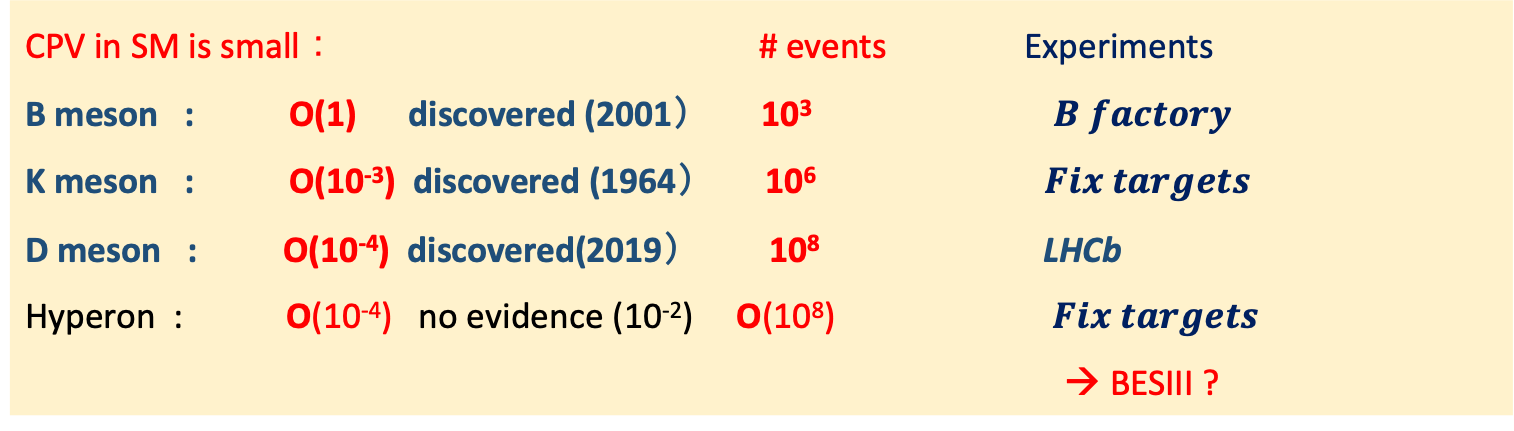 CPV in SM is small： # events Experiments
B meson : O(1) discovered (2001） 10³ B factory
K meson : O(10⁻³) discovered (1964） 10⁶ Fix targets
D meson : O(10⁻⁴) discovered(2019） 10⁸ LHCb
Hyperon : O(10⁻⁴) no evidence (10⁻²) O(10⁸) Fix targets
→ BESIII ?